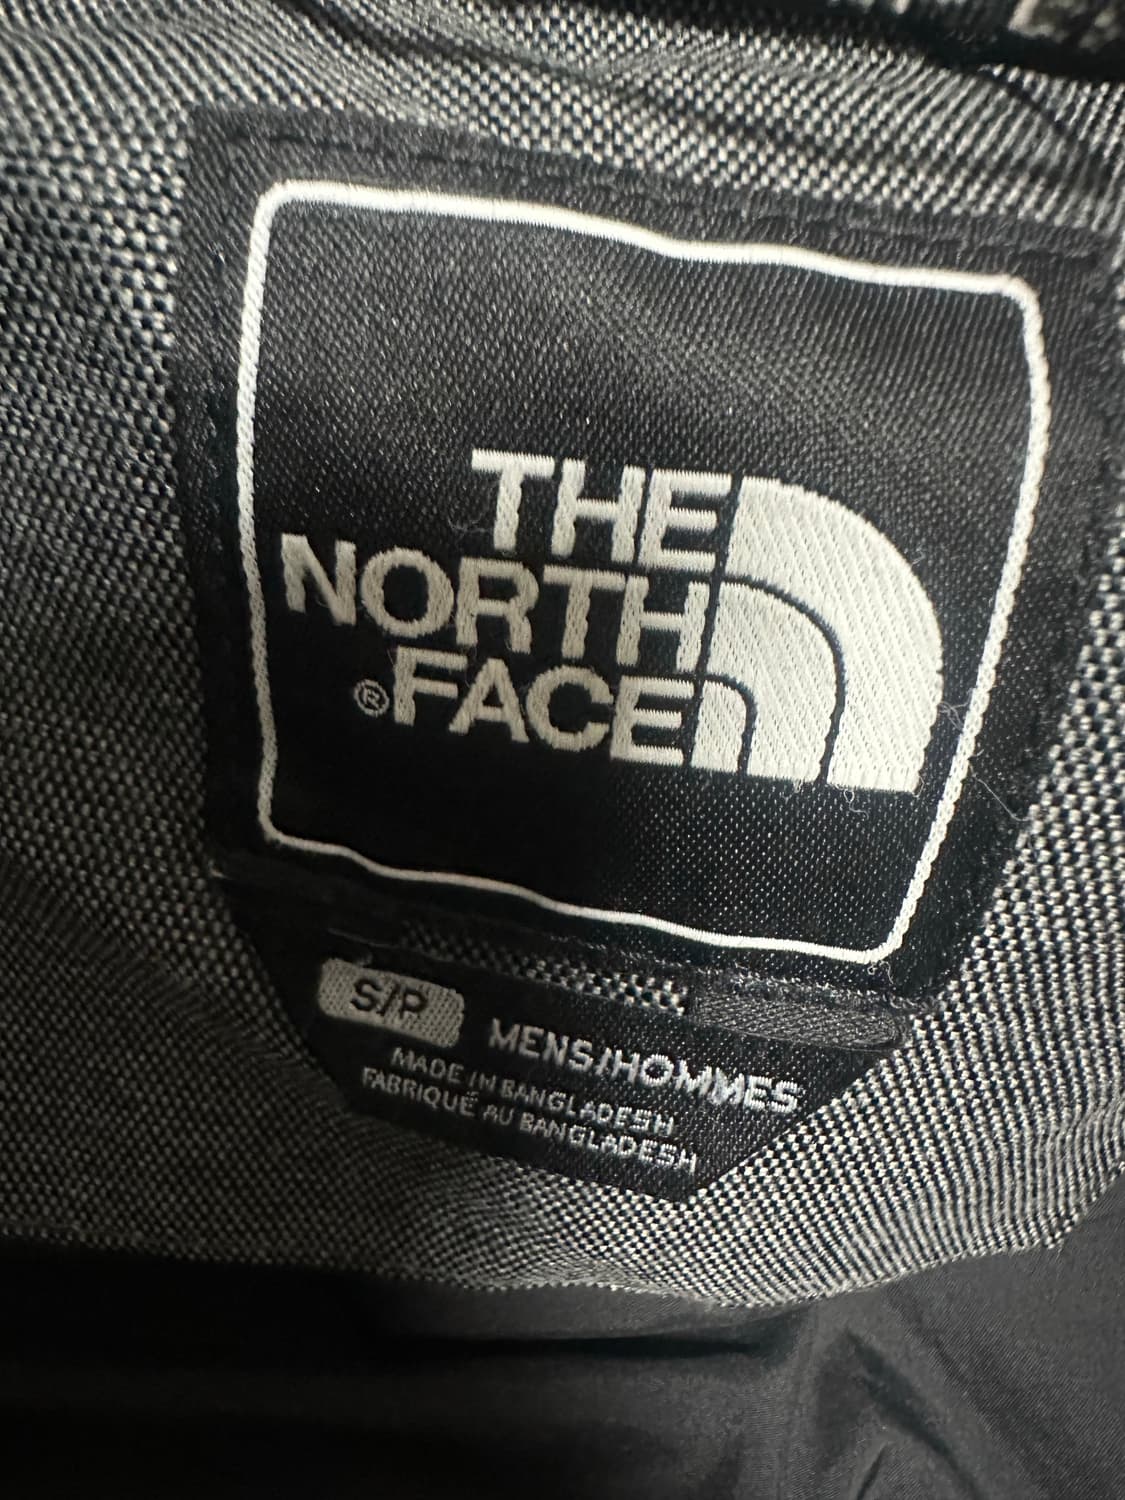 THE
NORTH
®FACE
S/P
MENS/HOMMES
MADE IN BANGLADESH
FABRIQUÉ AU BANGLADESH